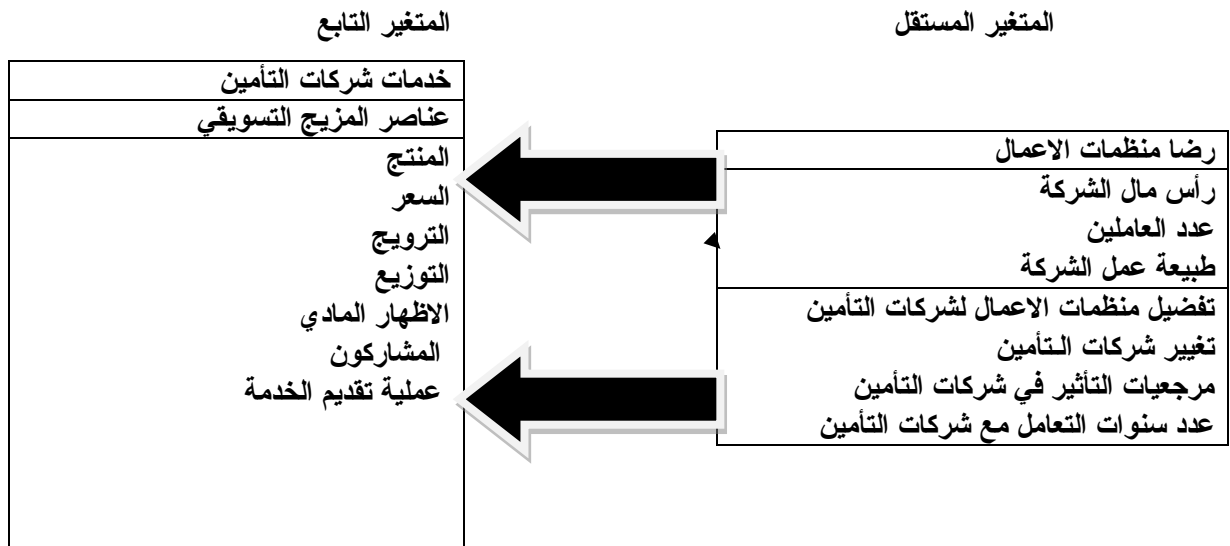 المتغير المستقل
المتغير التابع
رضا منظمات الاعمال
رأس مال الشركة
عدد العاملين
طبيعة عمل الشركة
تفضيل منظمات الاعمال لشركات التأمين
تغيير شركات الـتأمين
مرجعيات التأثير في شركات التأمين
عدد سنوات التعامل مع شركات التأمين
خدمات شركات التأمين
عناصر المزيج التسويقي
المنتج
السعر
الترويج
التوزيع
الاظهار المادي
المشاركون
عملية تقديم الخدمة